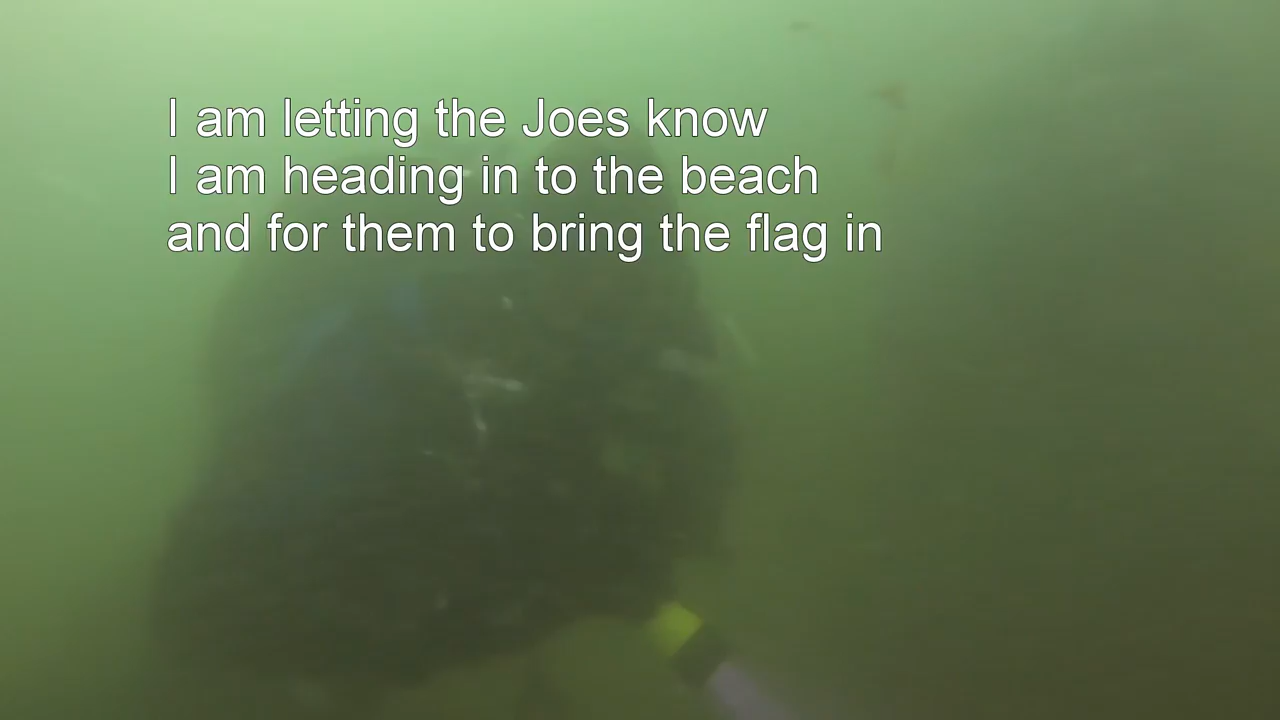 I am letting the Joes know
I am heading in to the beach
and for them to bring the flag in